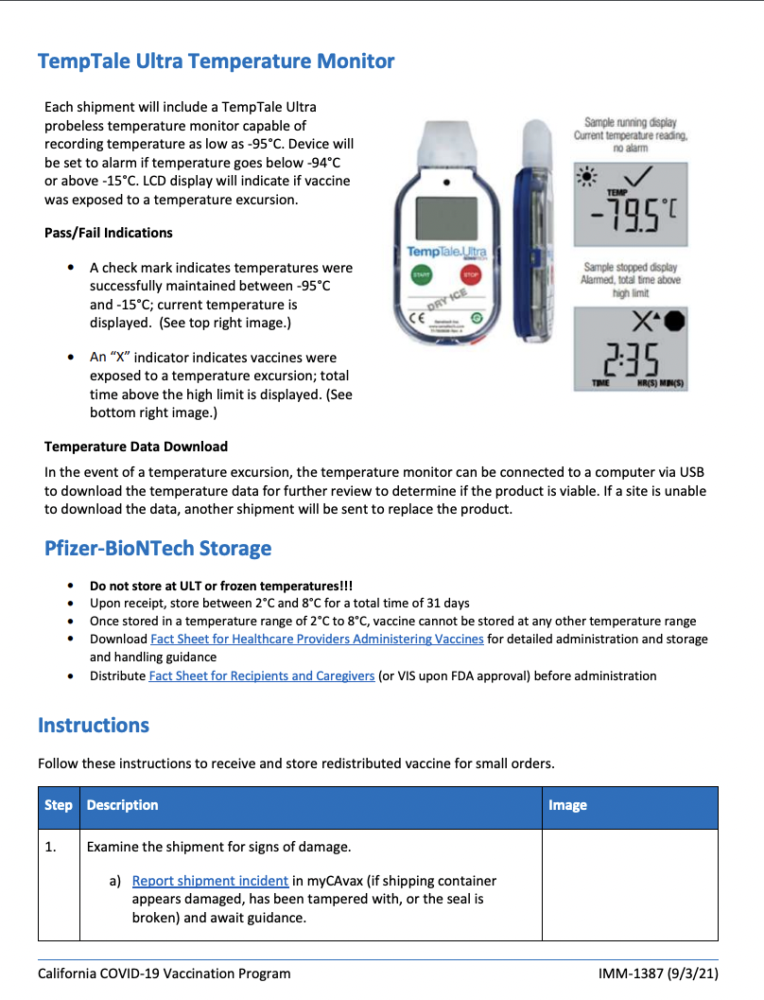 TempTale Ultra Temperature Monitor
Each shipment will include a TempTale Ultra
probeless temperature monitor capable of
recording temperature as low as -95°C. Device will
be set to alarm if temperature goes below -94°C
or above -15°C. LCD display will indicate if vaccine
was exposed to a temperature excursion.
Pass/Fail Indications
• A check mark indicates temperatures were
successfully maintained between -95°C
and -15°C; current temperature is
displayed. (See top right image.)
• An “X” indicator indicates vaccines were
exposed to a temperature excursion; total
time above the high limit is displayed. (See
bottom right image.)
TempTale Ultra
START
STOP
DRY ICE
CE
Sample running display
Current temperature reading,
no alarm
TEMP
-79.5°C
Sample stopped display
Alarmed, total time above
high limit
X
2:35
TIME HR(S) MIN(S)
Temperature Data Download
In the event of a temperature excursion, the temperature monitor can be connected to a computer via USB
to download the temperature data for further review to determine if the product is viable. If a site is unable
to download the data, another shipment will be sent to replace the product.
Pfizer-BioNTech Storage
• Do not store at ULT or frozen temperatures!!!
• Upon receipt, store between 2°C and 8°C for a total time of 31 days
• Once stored in a temperature range of 2°C to 8°C, vaccine cannot be stored at any other temperature range
• Download Fact Sheet for Healthcare Providers Administering Vaccines for detailed administration and storage
and handling guidance
• Distribute Fact Sheet for Recipients and Caregivers (or VIS upon FDA approval) before administration
Instructions
Follow these instructions to receive and store redistributed vaccine for small orders.
Step Description Image
1. Examine the shipment for signs of damage.
a) Report shipment incident in myCAvax (if shipping container
appears damaged, has been tampered with, or the seal is
broken) and await guidance.
California COVID-19 Vaccination Program IMM-1387 (9/3/21)